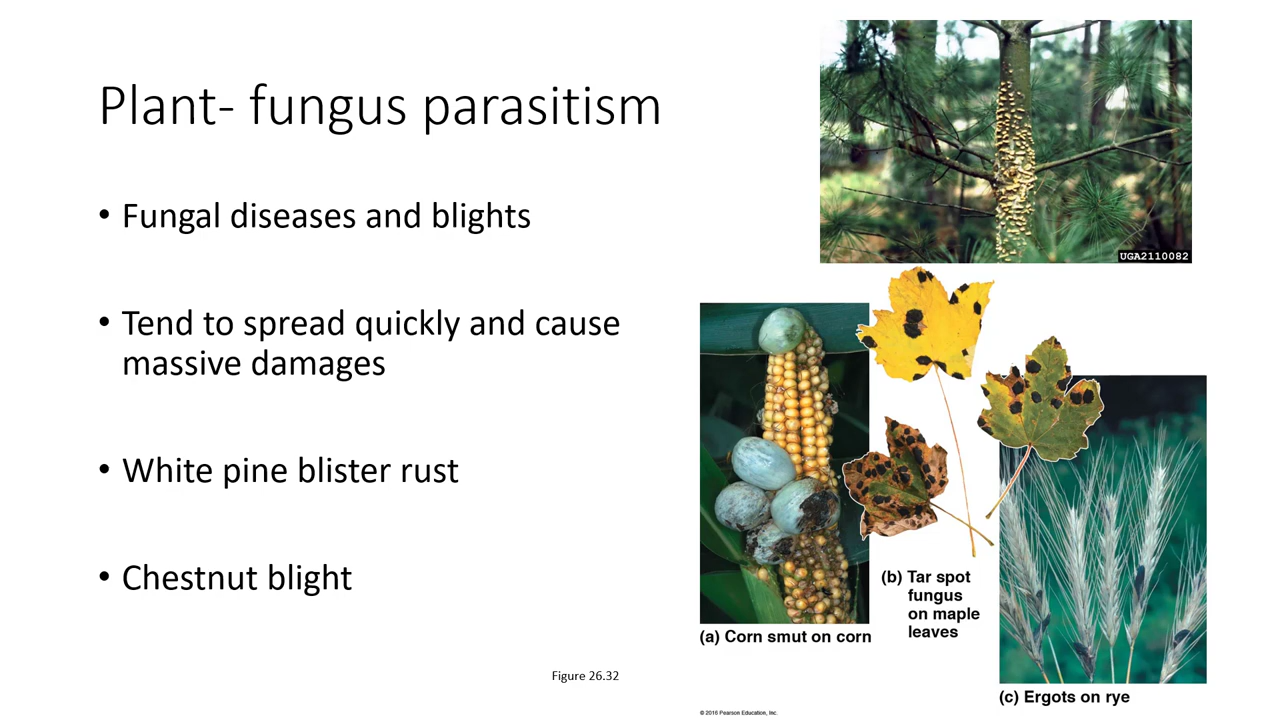 Plant- fungus parasitism
• Fungal diseases and blights
• Tend to spread quickly and cause
massive damages
• White pine blister rust
• Chestnut blight
Figure 26.32
UGA2110082
(a) Corn smut on corn
(b) Tar spot
fungus
on maple
leaves
(c) Ergots on rye
© 2016 Pearson Education, Inc.